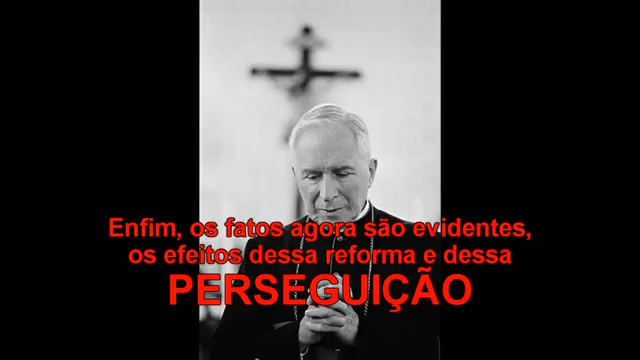 Enfim, os fatos agora são evidentes,
os efeitos dessa reforma e dessa
PERSEGUIÇÃO